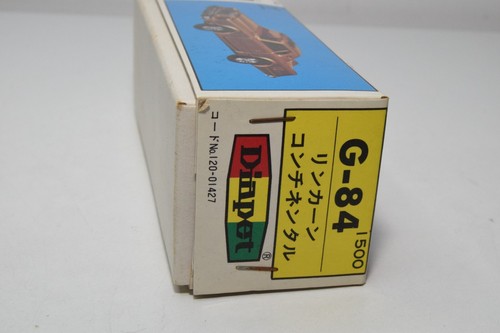 G-84
1500
リンカーン
コンチネンタル
Diapet
®
コードNo.120-01427